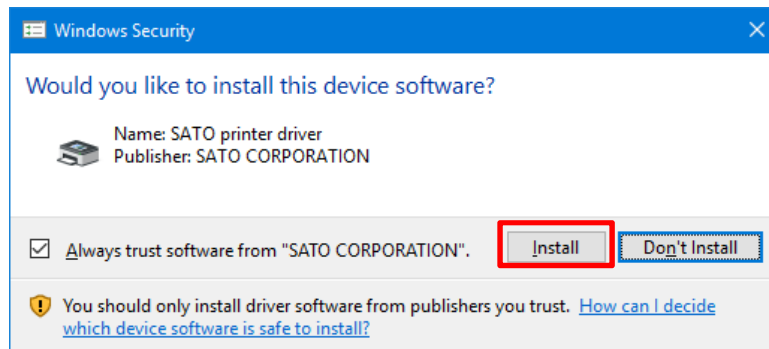 Windows Security
Would you like to install this device software?
Name: SATO printer driver
Publisher: SATO CORPORATION
Always trust software from "SATO CORPORATION".
Install
Don't Install
You should only install driver software from publishers you trust. How can I decide
which device software is safe to install?